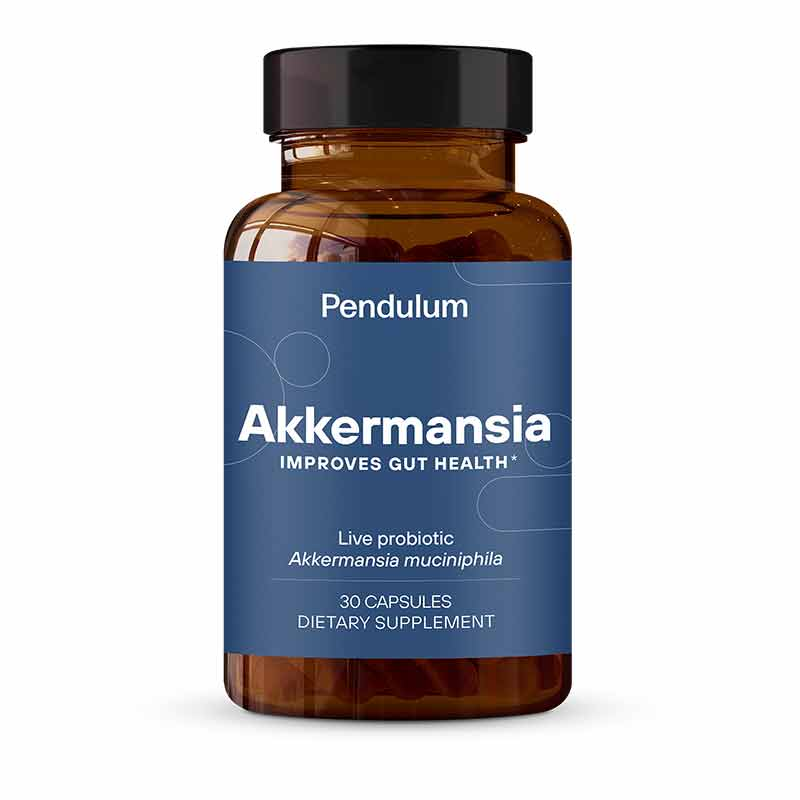 Pendulum
Akkermansia
IMPROVES GUT HEALTH*
Live probiotic
Akkermansia muciniphila
30 CAPSULES
DIETARY SUPPLEMENT